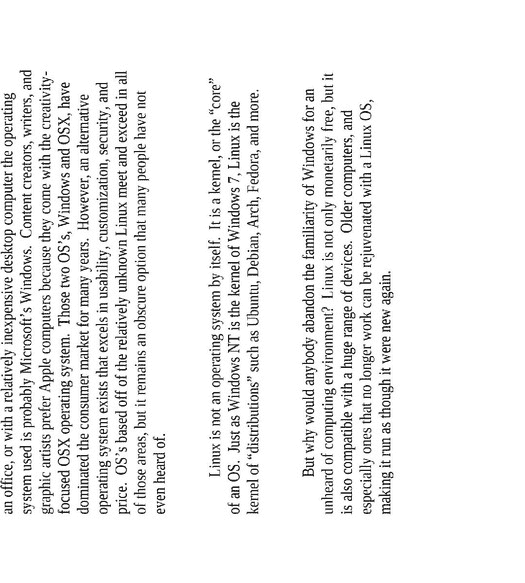 an office, or with a relatively inexpensive desktop computer the operating
system used is probably Microsoft's Windows.  Content creators, writers, and
graphic artists prefer Apple computers because they come with the creativity-
focused OSX operating system.  Those two OS's, Windows and OSX, have
dominated the consumer market for many years.  However, an alternative
operating system exists that excels in usability, customization, security, and
price.  OS's based off of the relatively unknown Linux meet and exceed in all
of those areas, but it remains an obscure option that many people have not
even heard of.
Linux is not an operating system by itself.  It is a kernel, or the “core”
of an OS.  Just as Windows NT is the kernel of Windows 7, Linux is the
kernel of “distributions” such as Ubuntu, Debian, Arch, Fedora, and more.
But why would anybody abandon the familiarity of Windows for an
unheard of computing environment?  Linux is not only monetarily free, but it
is also compatible with a huge range of devices.  Older computers, and
especially ones that no longer work can be rejuvenated with a Linux OS,
making it run as though it were new again.